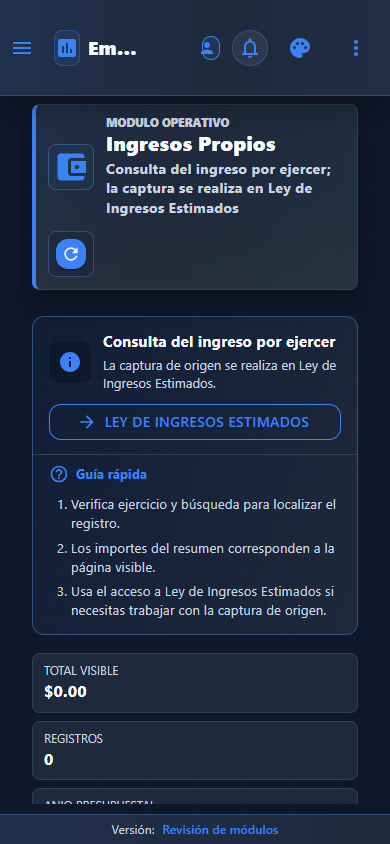 Em...
MODULO OPERATIVO
Ingresos Propios
Consulta del ingreso por ejercer;
la captura se realiza en Ley de
Ingresos Estimados
Consulta del ingreso por ejercer
La captura de origen se realiza en Ley de
Ingresos Estimados.
LEY DE INGRESOS ESTIMADOS
Guía rápida
1. Verifica ejercicio y búsqueda para localizar el
registro.
2. Los importes del resumen corresponden a la
página visible.
3. Usa el acceso a Ley de Ingresos Estimados si
necesitas trabajar con la captura de origen.
TOTAL VISIBLE
$0.00
REGISTROS
0
ANIO PRESUPUESTAL
Versión: Revisión de módulos